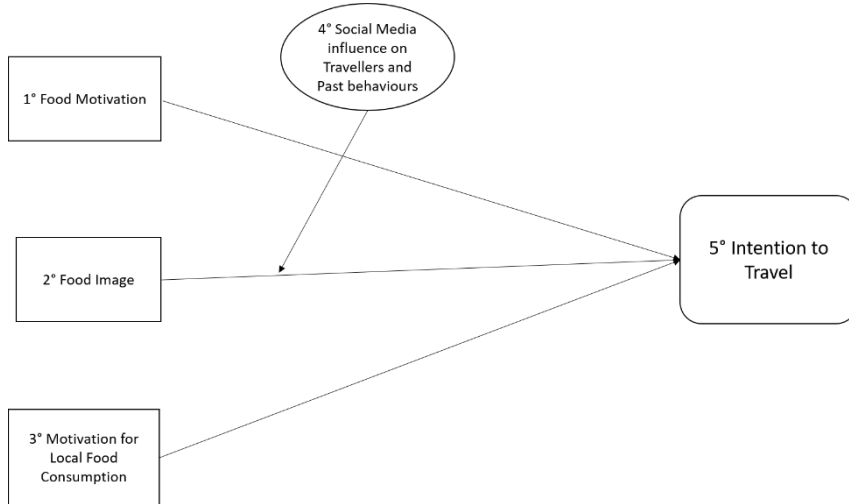 4° Social Media
influence on
Travellers and
Past behaviours
1° Food Motivation
2° Food Image
5° Intention to
Travel
3° Motivation for
Local Food
Consumption